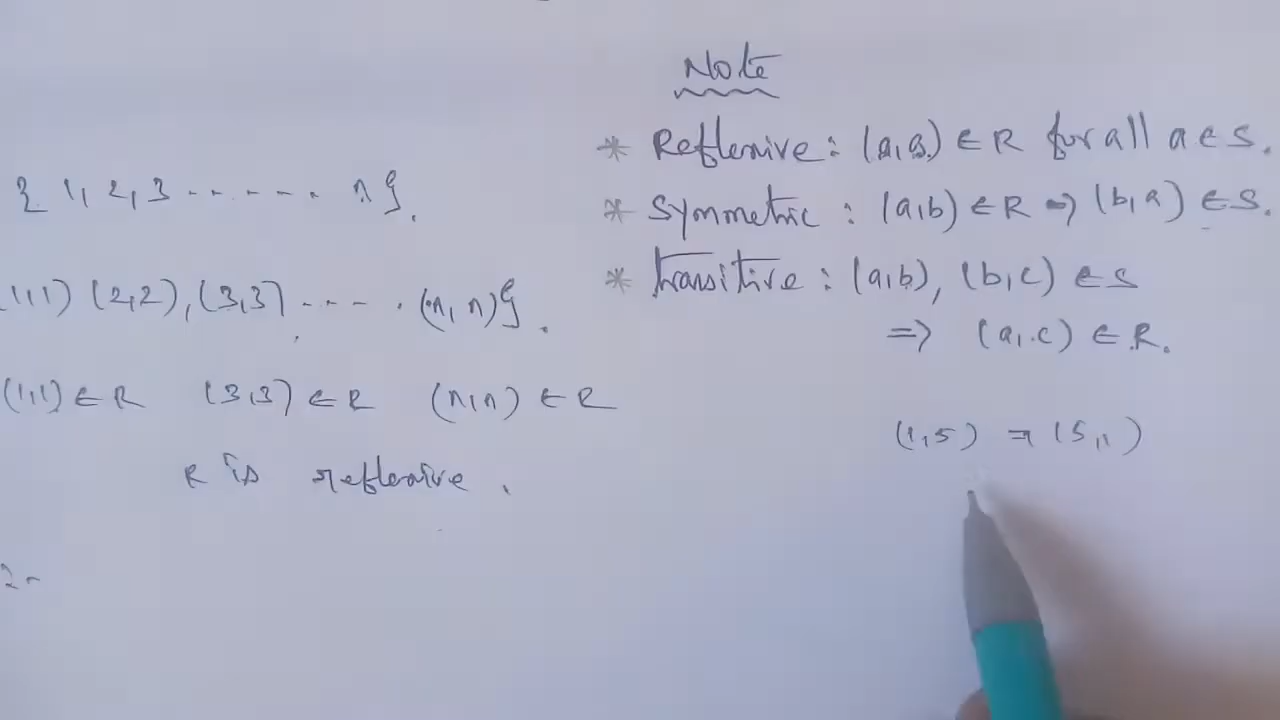 { 1, 2, 3 ...... n }.
(1,1) (2,2), (3,3) .... (n, n) }.
(1,1) ∈ R (3,3) ∈ R (n,n) ∈ R
R is reflexive.
2-
Note
* Reflexive : (a,a) ∈ R for all a ∈ S.
* Symmetric : (a,b) ∈ R ⇒ (b,a) ∈ S.
* transitive : (a,b), (b,c) ∈ S
⇒ (a,c) ∈ R.
(1,5) ⇒ (5,1)